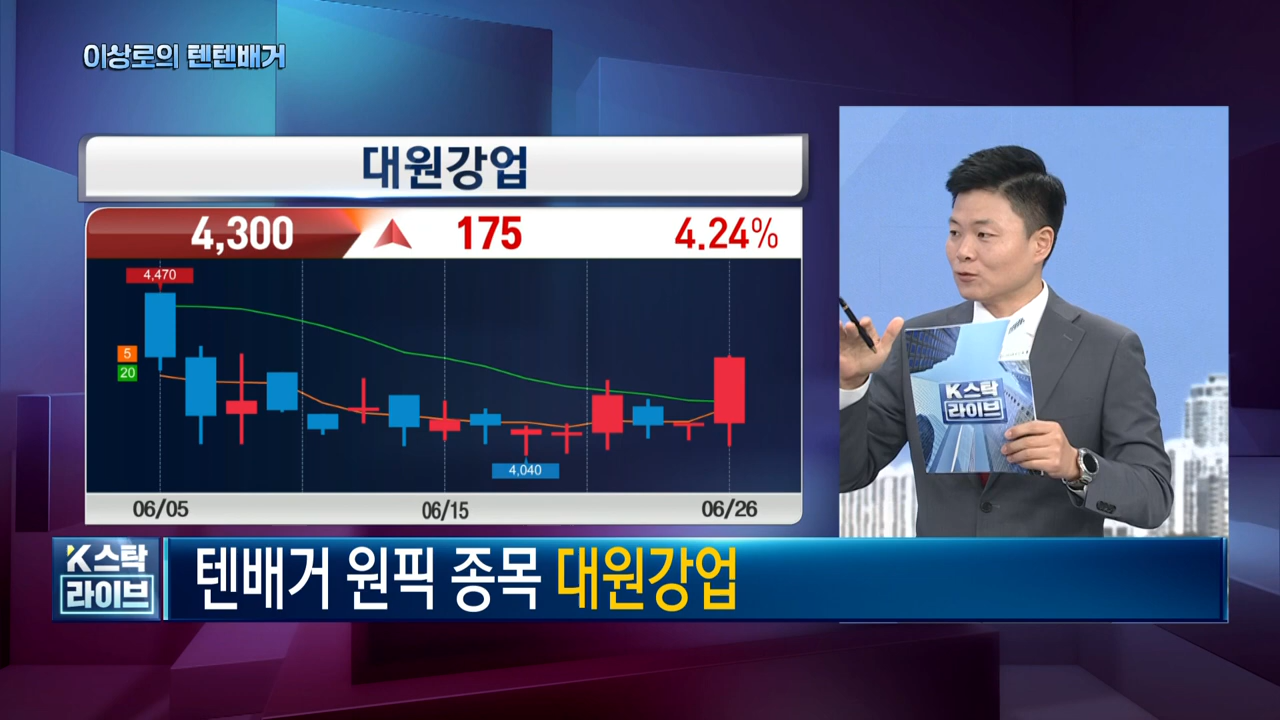 이상로의 텐텐배거
대원강업
4,300 175 4.24%
4,470
5
20
4,040
06/05 06/15 06/26
K스탁
라이브
K스탁
라이브
텐배거 원픽 종목 대원강업